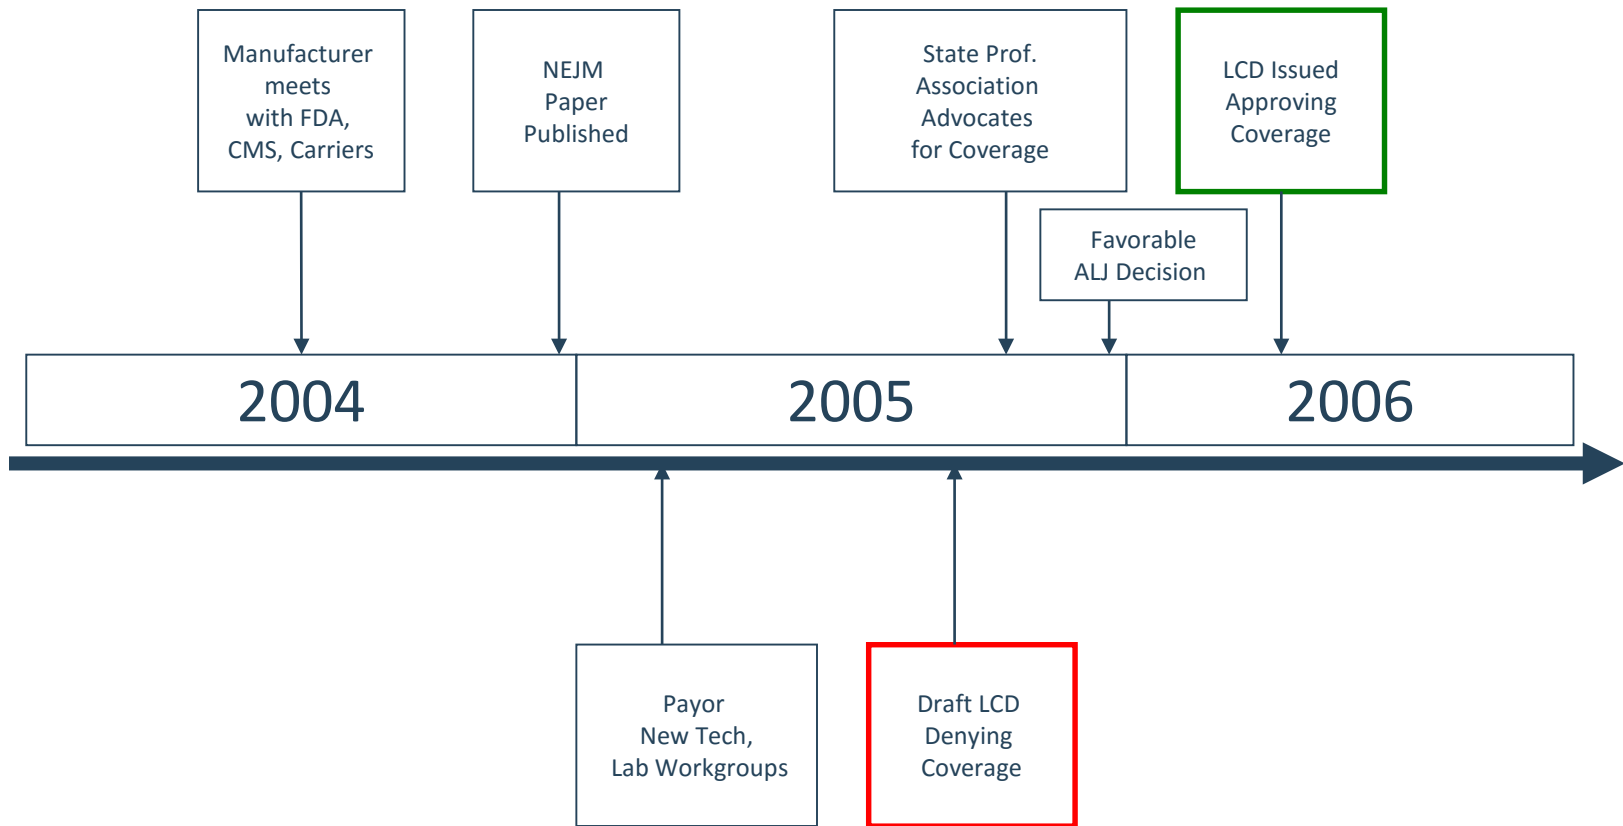 Manufacturer
meets
with FDA,
CMS, Carriers
NEJM
Paper
Published
State Prof.
Association
Advocates
for Coverage
LCD Issued
Approving
Coverage
Favorable
ALJ Decision
2004
2005
2006
Payor
New Tech,
Lab Workgroups
Draft LCD
Denying
Coverage